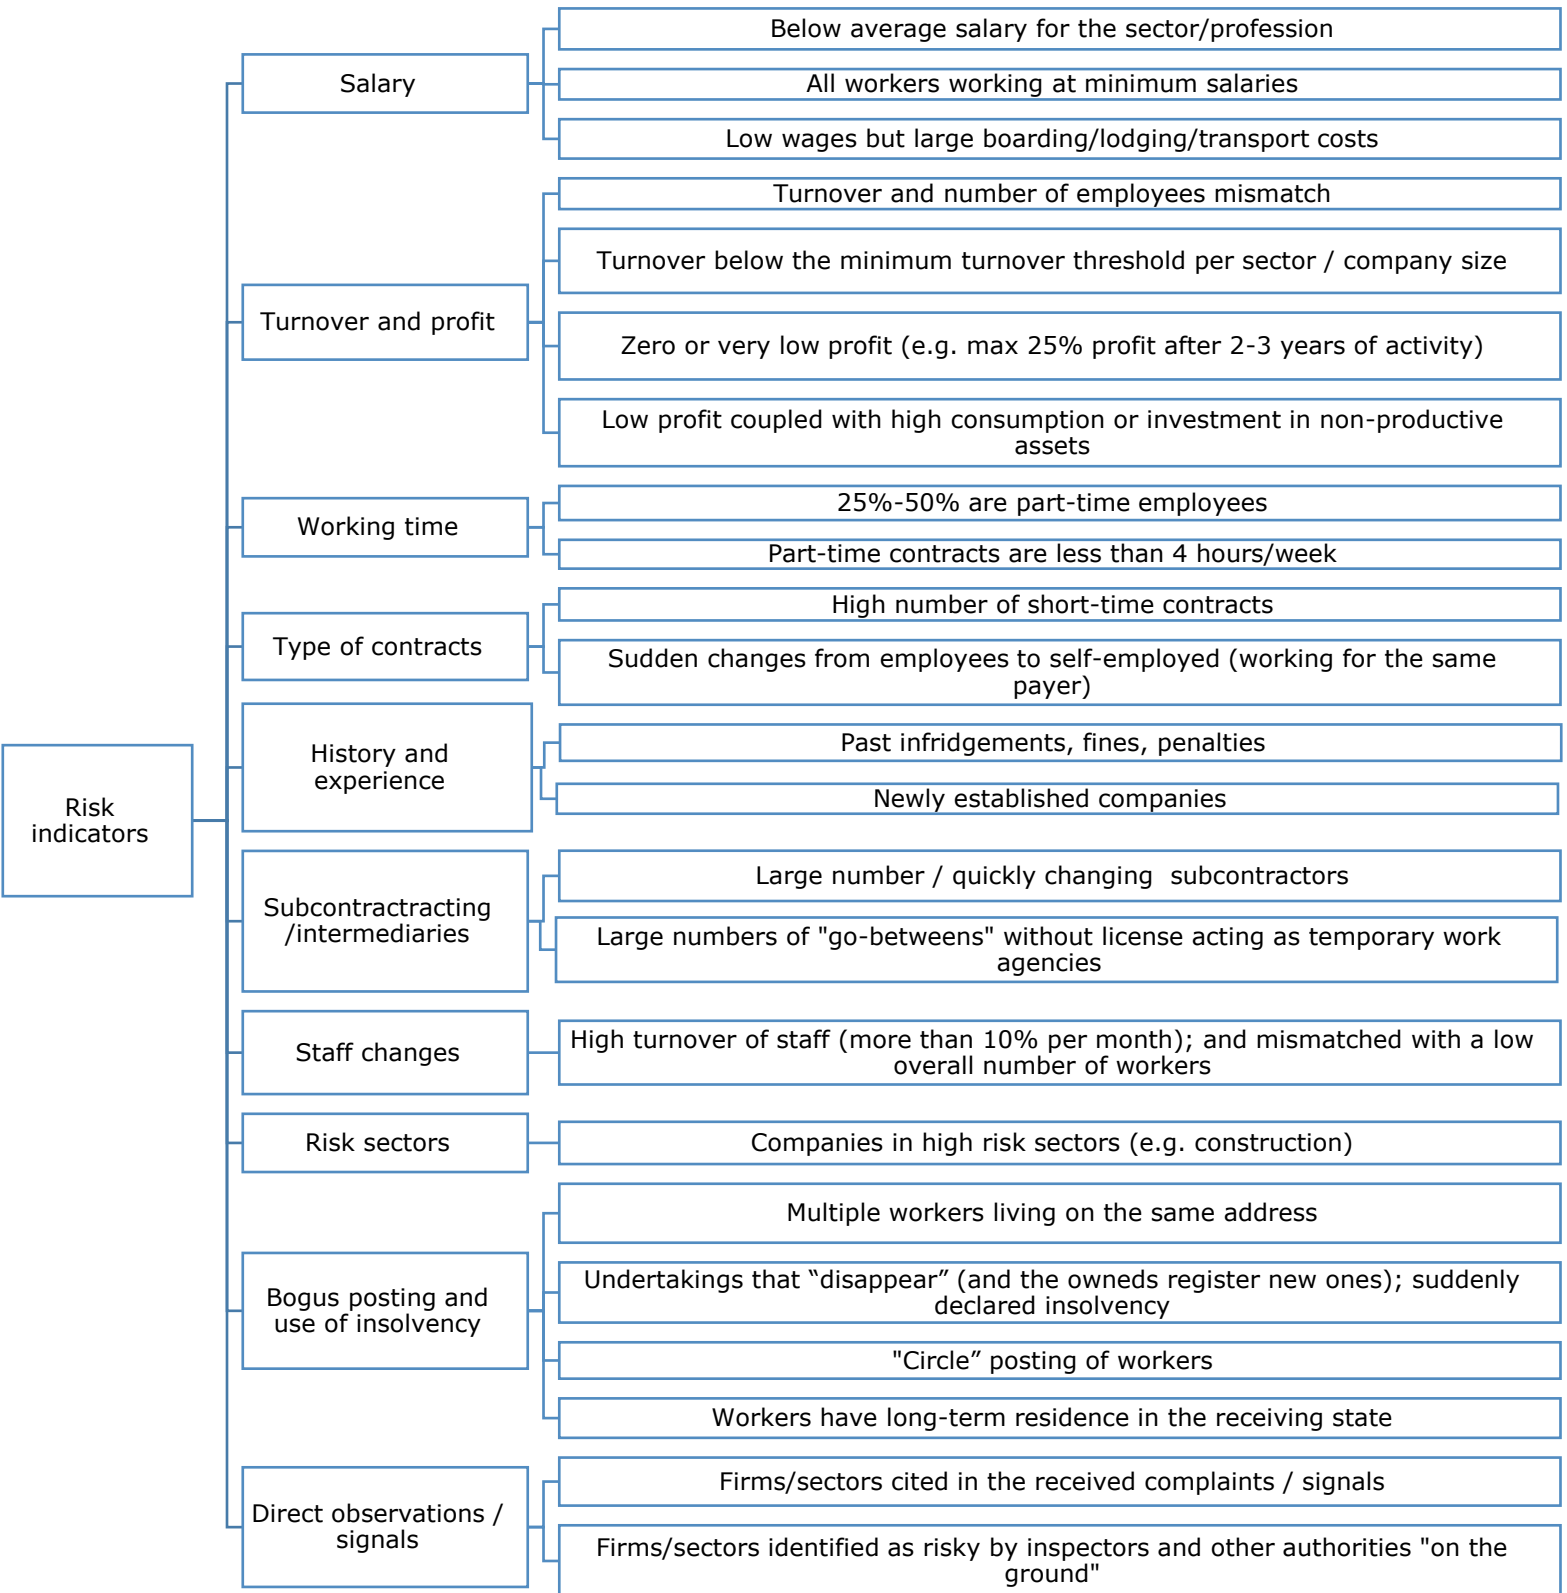 Risk
indicators
Salary
Below average salary for the sector/profession
All workers working at minimum salaries
Low wages but large boarding/lodging/transport costs
Turnover and profit
Turnover and number of employees mismatch
Turnover below the minimum turnover threshold per sector / company size
Zero or very low profit (e.g. max 25% profit after 2-3 years of activity)
Low profit coupled with high consumption or investment in non-productive
assets
Working time
25%-50% are part-time employees
Part-time contracts are less than 4 hours/week
Type of contracts
High number of short-time contracts
Sudden changes from employees to self-employed (working for the same
payer)
History and
experience
Past infridgements, fines, penalties
Newly established companies
Subcontractracting
/intermediaries
Large number / quickly changing  subcontractors
Large numbers of "go-betweens" without license acting as temporary work
agencies
Staff changes
High turnover of staff (more than 10% per month); and mismatched with a low
overall number of workers
Risk sectors
Companies in high risk sectors (e.g. construction)
Bogus posting and
use of insolvency
Multiple workers living on the same address
Undertakings that “disappear” (and the owneds register new ones); suddenly
declared insolvency
"Circle” posting of workers
Workers have long-term residence in the receiving state
Direct observations /
signals
Firms/sectors cited in the received complaints / signals
Firms/sectors identified as risky by inspectors and other authorities "on the
ground"